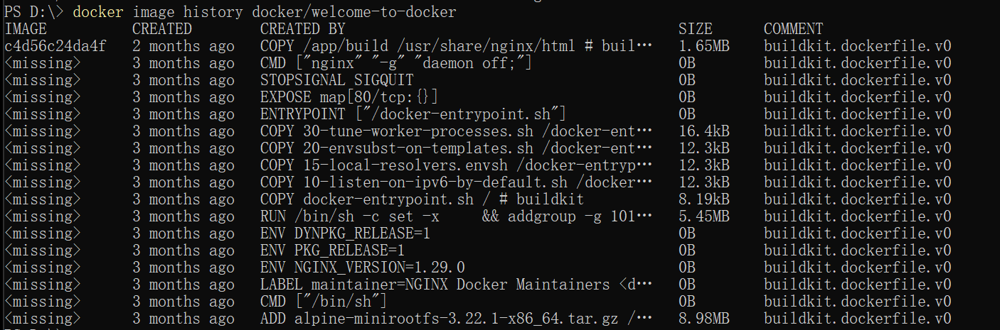 PS D:\> docker image history docker/welcome-to-docker
IMAGE CREATED CREATED BY SIZE COMMENT
c4d56c24da4f 2 months ago COPY /app/build /usr/share/nginx/html # buil… 1.65MB buildkit.dockerfile.v0
<missing> 3 months ago CMD ["nginx" "-g" "daemon off;"] 0B buildkit.dockerfile.v0
<missing> 3 months ago STOPSIGNAL SIGQUIT 0B buildkit.dockerfile.v0
<missing> 3 months ago EXPOSE map[80/tcp:{}] 0B buildkit.dockerfile.v0
<missing> 3 months ago ENTRYPOINT ["/docker-entrypoint.sh"] 0B buildkit.dockerfile.v0
<missing> 3 months ago COPY 30-tune-worker-processes.sh /docker-ent… 16.4kB buildkit.dockerfile.v0
<missing> 3 months ago COPY 20-envsubst-on-templates.sh /docker-ent… 12.3kB buildkit.dockerfile.v0
<missing> 3 months ago COPY 15-local-resolvers.envsh /docker-entryp… 12.3kB buildkit.dockerfile.v0
<missing> 3 months ago COPY 10-listen-on-ipv6-by-default.sh /docker… 12.3kB buildkit.dockerfile.v0
<missing> 3 months ago COPY docker-entrypoint.sh / # buildkit 8.19kB buildkit.dockerfile.v0
<missing> 3 months ago RUN /bin/sh -c set -x && addgroup -g 101… 5.45MB buildkit.dockerfile.v0
<missing> 3 months ago ENV DYNPKG_RELEASE=1 0B buildkit.dockerfile.v0
<missing> 3 months ago ENV PKG_RELEASE=1 0B buildkit.dockerfile.v0
<missing> 3 months ago ENV NGINX_VERSION=1.29.0 0B buildkit.dockerfile.v0
<missing> 3 months ago LABEL maintainer=NGINX Docker Maintainers <d… 0B buildkit.dockerfile.v0
<missing> 3 months ago CMD ["/bin/sh"] 0B buildkit.dockerfile.v0
<missing> 3 months ago ADD alpine-minirootfs-3.22.1-x86_64.tar.gz /… 8.98MB buildkit.dockerfile.v0